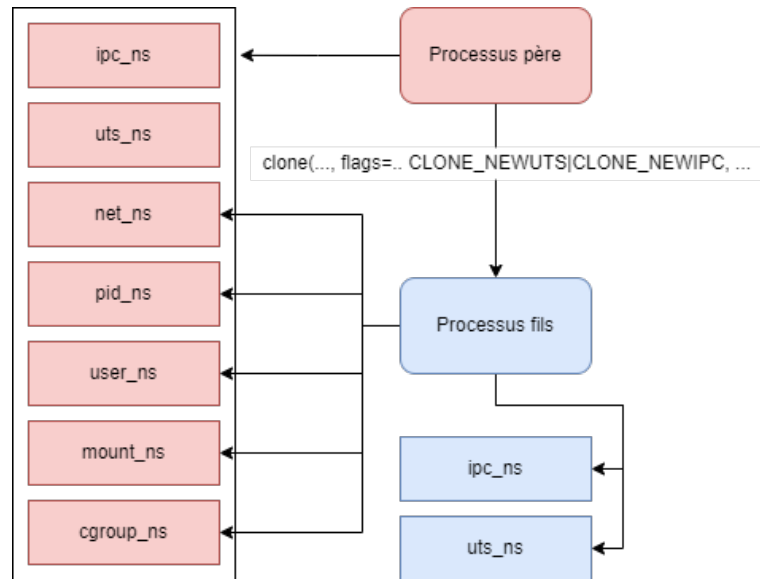 ipc_ns
Processus père
uts_ns
clone(..., flags=.. CLONE_NEWUTS|CLONE_NEWIPC, ...
net_ns
pid_ns
Processus fils
user_ns
mount_ns
ipc_ns
cgroup_ns
uts_ns